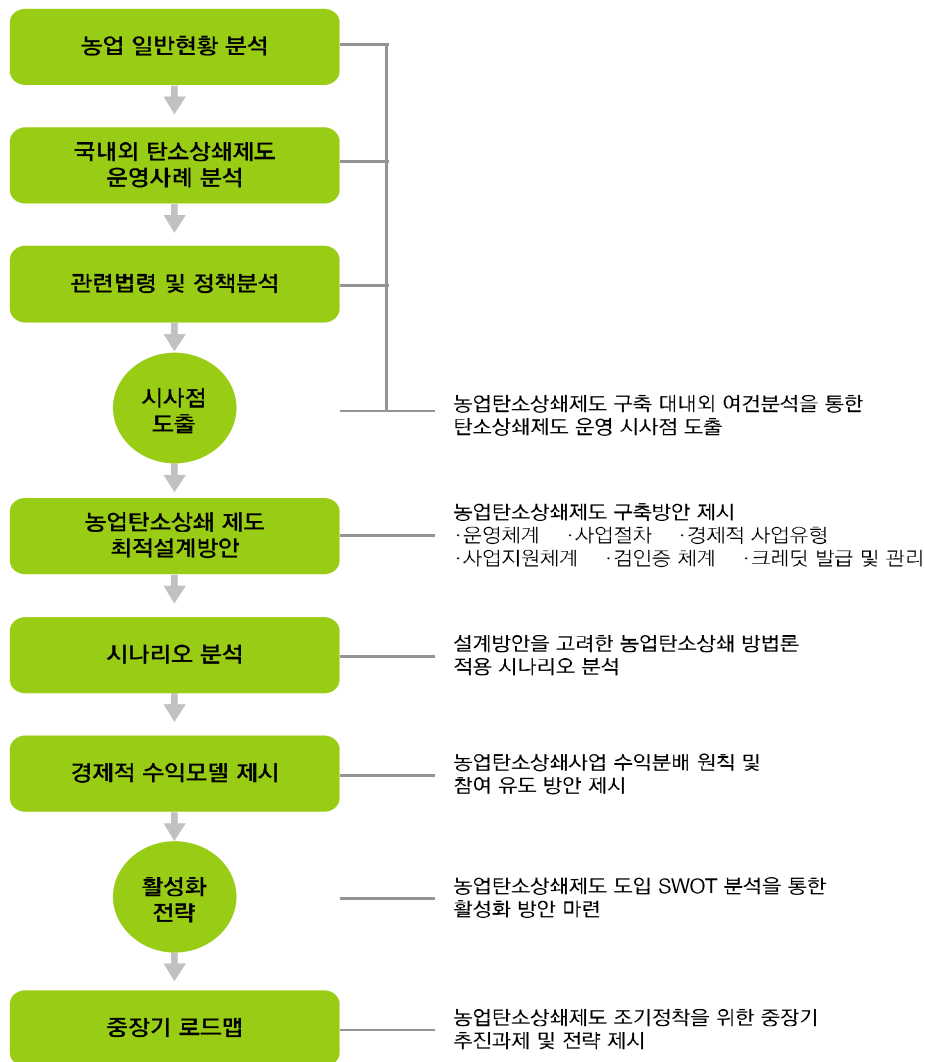 농업 일반현황 분석
국내외 탄소상쇄제도
운영사례 분석
관련법령 및 정책분석
시사점
도출
농업탄소상쇄제도 구축 대내외 여건분석을 통한
탄소상쇄제도 운영 시사점 도출
농업탄소상쇄 제도
최적설계방안
농업탄소상쇄제도 구축방안 제시
·운영체계 ·사업절차 ·경제적 사업유형
·사업지원체계 ·검인증 체계 ·크레딧 발급 및 관리
시나리오 분석
설계방안을 고려한 농업탄소상쇄 방법론
적용 시나리오 분석
경제적 수익모델 제시
농업탄소상쇄사업 수익분배 원칙 및
참여 유도 방안 제시
활성화
전략
농업탄소상쇄제도 도입 SWOT 분석을 통한
활성화 방안 마련
중장기 로드맵
농업탄소상쇄제도 조기정착을 위한 중장기
추진과제 및 전략 제시